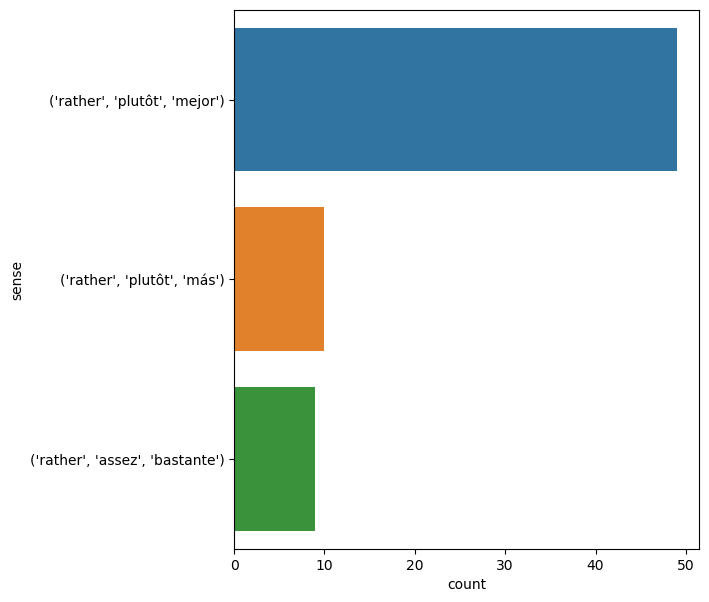 ('rather', 'plutôt', 'mejor')
('rather', 'plutôt', 'más')
('rather', 'assez', 'bastante')
sense
0 10 20 30 40 50
count